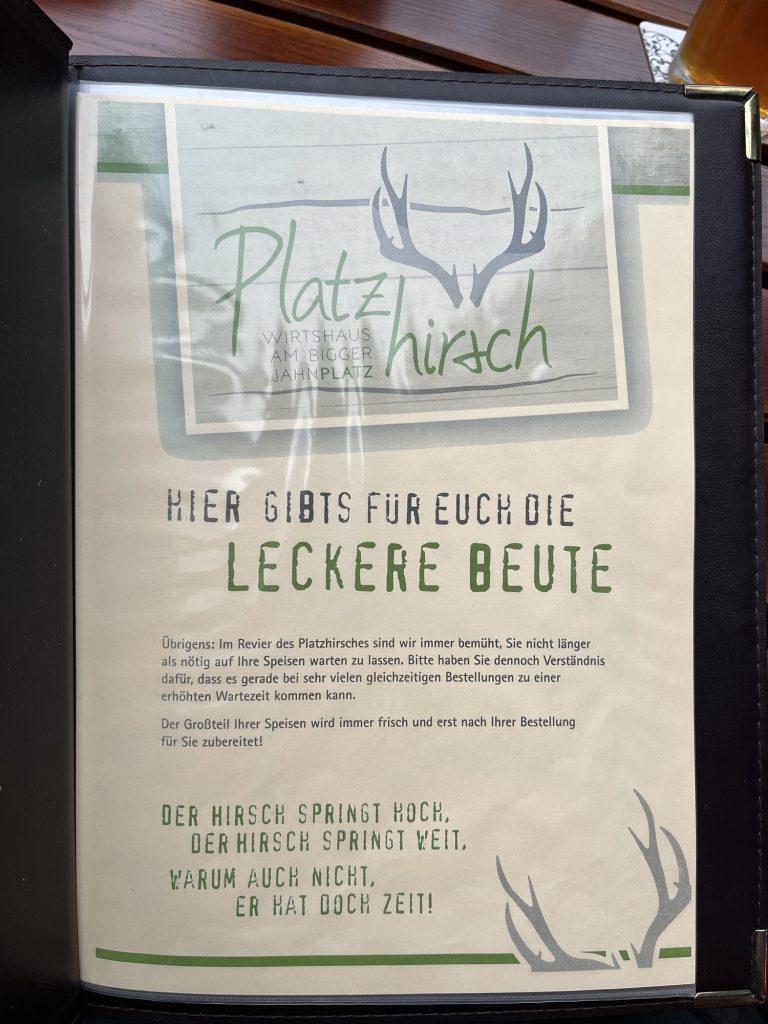 Platz
hirsch
WIRTSHAUS
AM BIGGER
JAHNPLATZ
HIER GIBTS FÜR EUCH DIE
LECKERE BEUTE
Übrigens: Im Revier des Platzhirsches sind wir immer bemüht, Sie nicht länger
als nötig auf Ihre Speisen warten zu lassen. Bitte haben Sie dennoch Verständnis
dafür, dass es gerade bei sehr vielen gleichzeitigen Bestellungen zu einer
erhöhten Wartezeit kommen kann.
Der Großteil Ihrer Speisen wird immer frisch und erst nach Ihrer Bestellung
für Sie zubereitet!
DER HIRSCH SPRINGT HOCH,
DER HIRSCH SPRINGT WEIT,
WARUM AUCH NICHT,
ER HAT DOCH ZEIT!